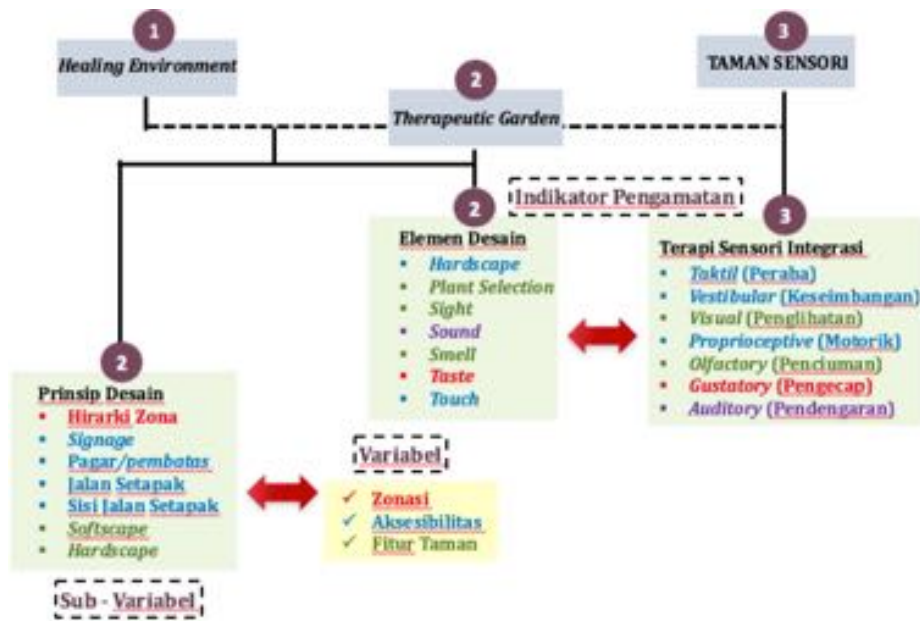 1
Healing Environment
2
Therapeutic Garden
3
TAMAN SENSORI
Indikator Pengamatan
2
Elemen Desain
Hardscape
Plant Selection
Sight
Sound
Smell
Taste
Touch
3
Terapi Sensori Integrasi
Taktil (Peraba)
Vestibular (Keseimbangan)
Visual (Penglihatan)
Proprioceptive (Motorik)
Olfactory (Penciuman)
Gustatory (Pengecap)
Auditory (Pendengaran)
2
Prinsip Desain
Hirarki Zona
Signage
Pagar/pembatas
Jalan Setapak
Sisi Jalan Setapak
Softscape
Hardscape
Variabel
✓ Zonasi
✓ Aksesibilitas
✓ Fitur Taman
Sub - Variabel